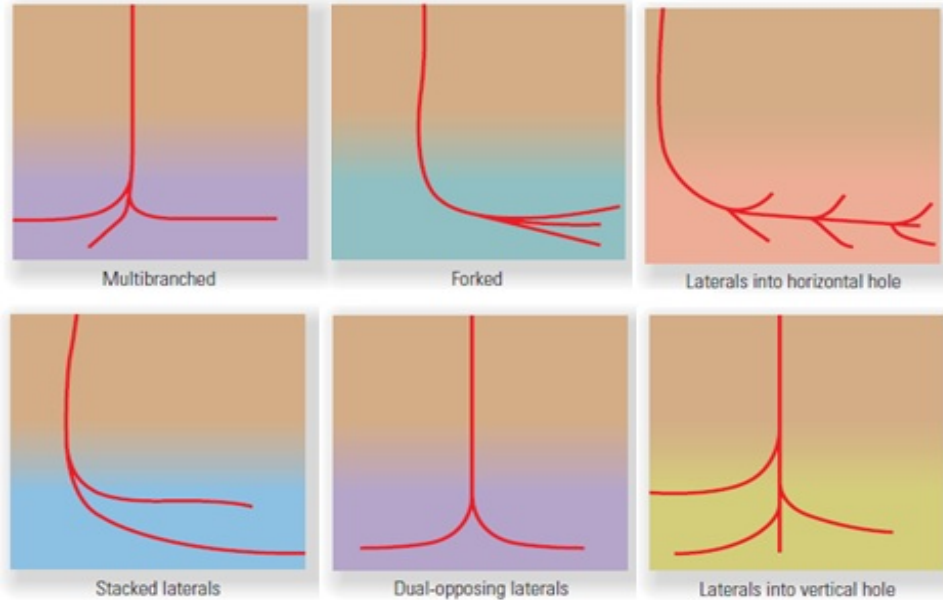 Multibranched
Forked
Laterals into horizontal hole
Stacked laterals
Dual-opposing laterals
Laterals into vertical hole